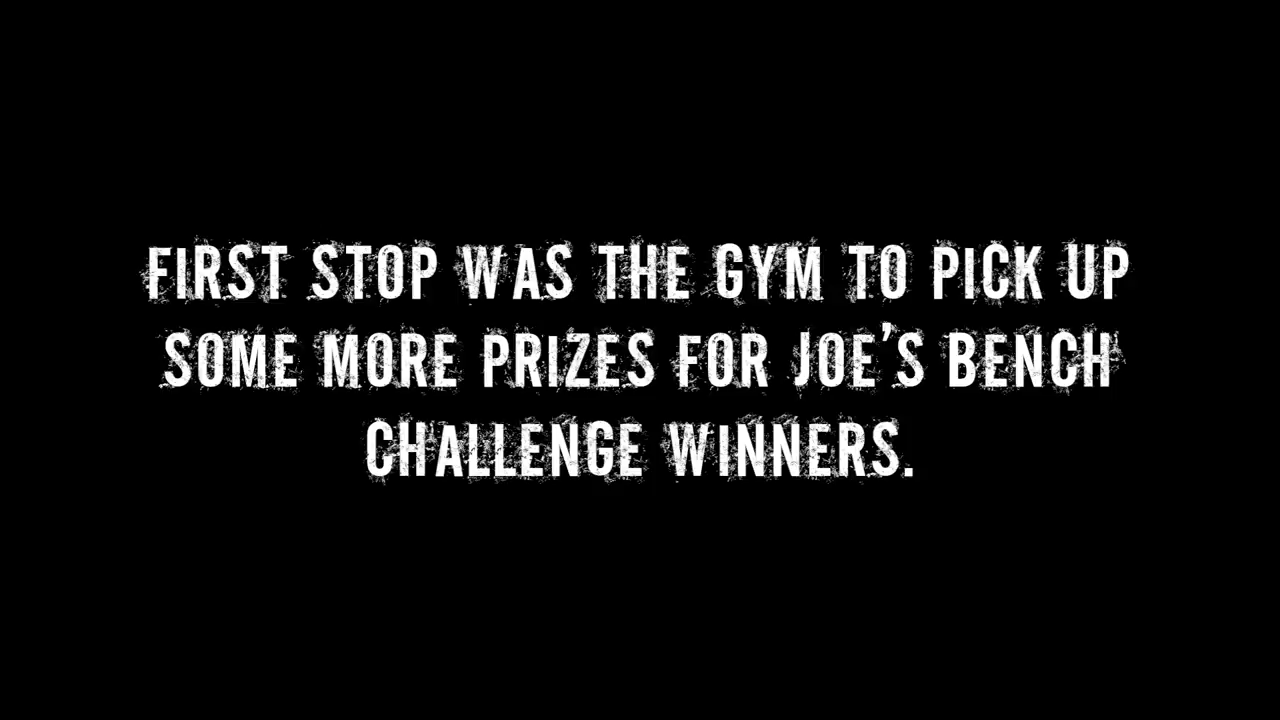 FIRST STOP WAS THE GYM TO PICK UP
SOME MORE PRIZES FOR JOE'S BENCH
CHALLENGE WINNERS.